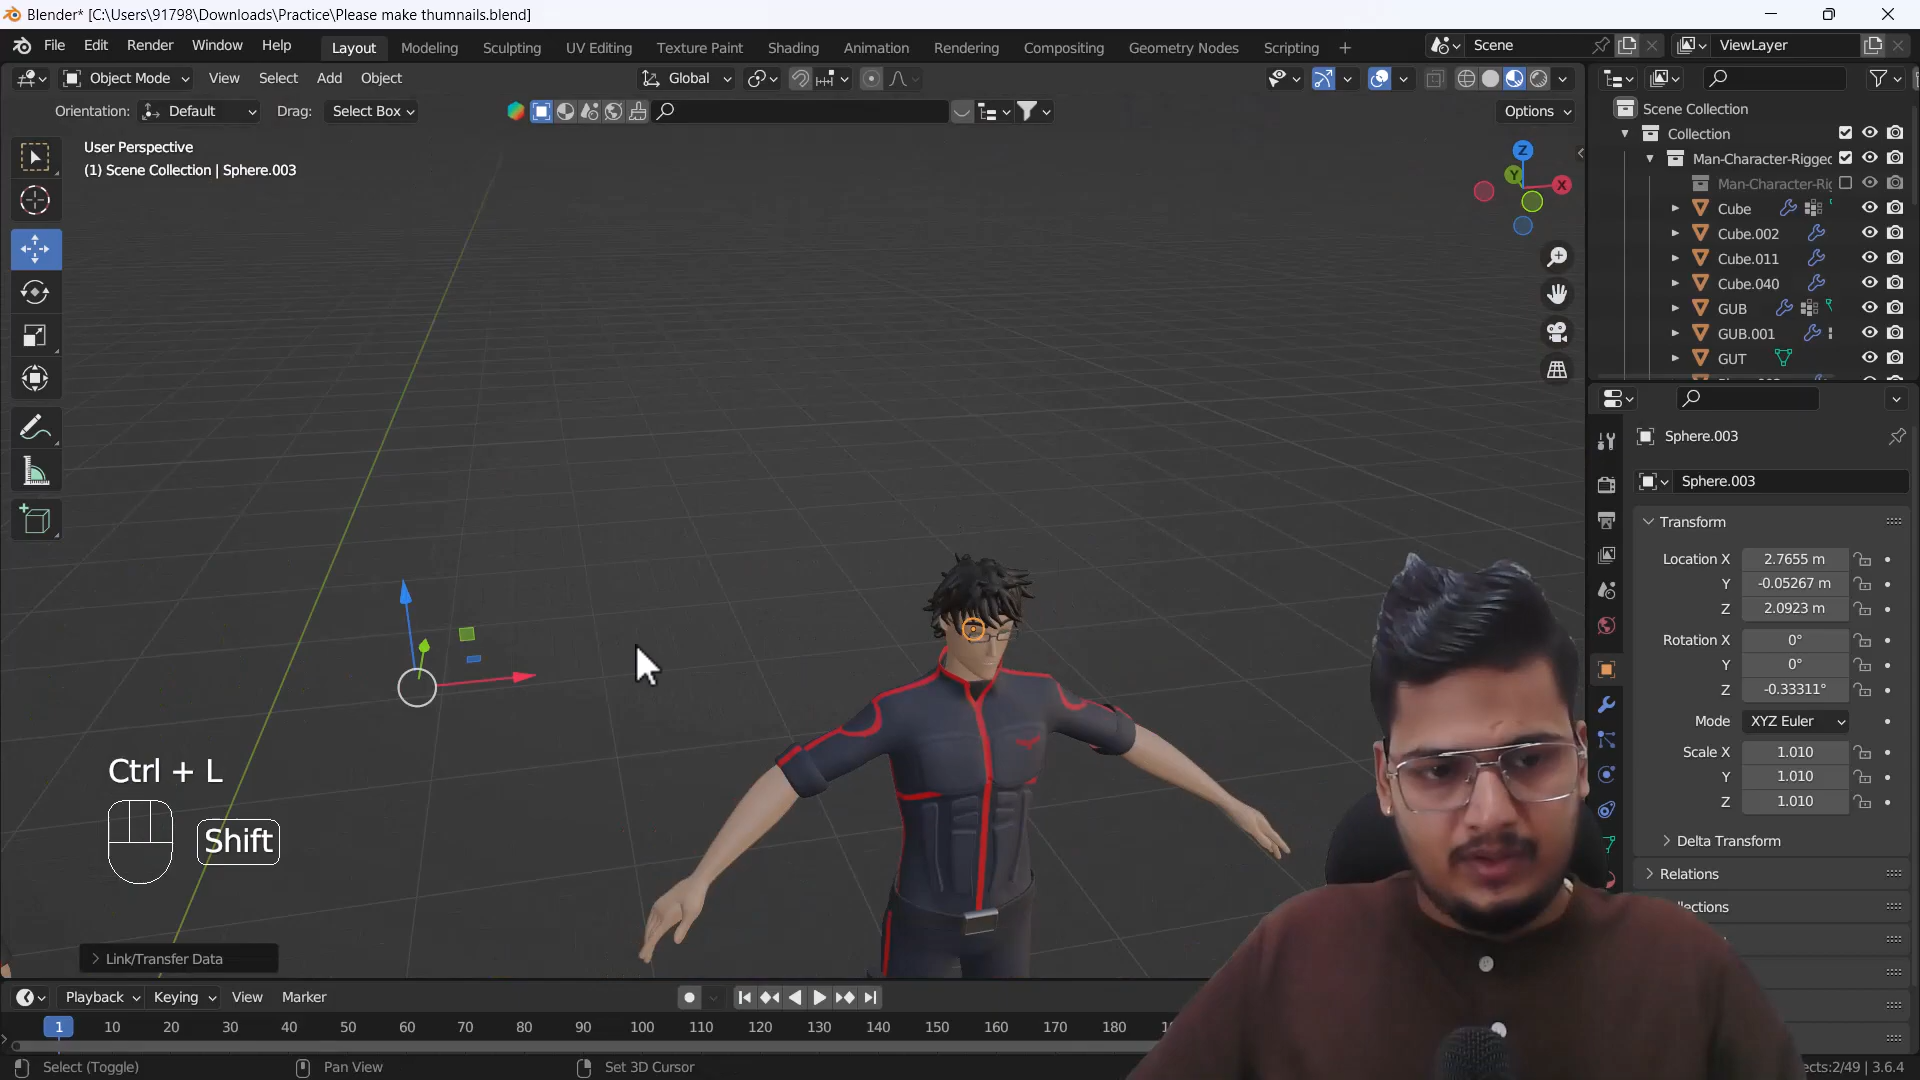 Blender* [C:\Users\91798\Downloads\Practice\Please make thumnails.blend]
File Edit Render Window Help Layout Modeling Sculpting UV Editing Texture Paint Shading Animation Rendering Compositing Geometry Nodes Scripting + Scene ViewLayer
Object Mode View Select Add Object Global
Orientation: Default Drag: Select Box Options
User Perspective
(1) Scene Collection | Sphere.003
Z
Y
X
Scene Collection
Collection
Man-Character-Riggec
Man-Character-Rig
Cube
Cube.002
Cube.011
Cube.040
GUB
GUB.001
GUT
Sphere.003
Sphere.003
Transform
Location X 2.7655 m
Y -0.05267 m
Z 2.0923 m
Rotation X 0°
Y 0°
Z -0.33311°
Mode XYZ Euler
Scale X 1.010
Y 1.010
Z 1.010
Delta Transform
Relations
llections
Ctrl + L
Shift
Link/Transfer Data
Playback Keying View Marker
1 10 20 30 40 50 60 70 80 90 100 110 120 130 140 150 160 170 180
Select (Toggle) Pan View Set 3D Cursor
ects:2/49 | 3.6.4